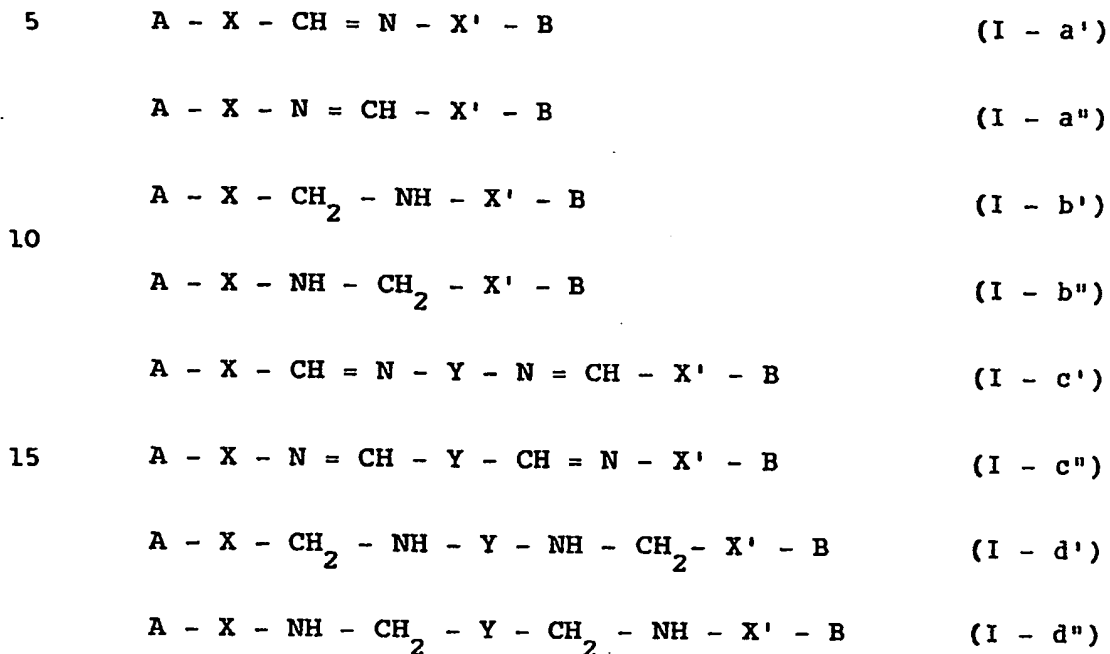 5 A - X - CH = N - X' - B (I - a')
A - X - N = CH - X' - B (I - a")
A - X - CH2 - NH - X' - B (I - b')
10
A - X - NH - CH2 - X' - B (I - b")
A - X - CH = N - Y - N = CH - X' - B (I - c')
15 A - X - N = CH - Y - CH = N - X' - B (I - c")
A - X - CH2 - NH - Y - NH - CH2- X' - B (I - d')
A - X - NH - CH2 - Y - CH2 - NH - X' - B (I - d")